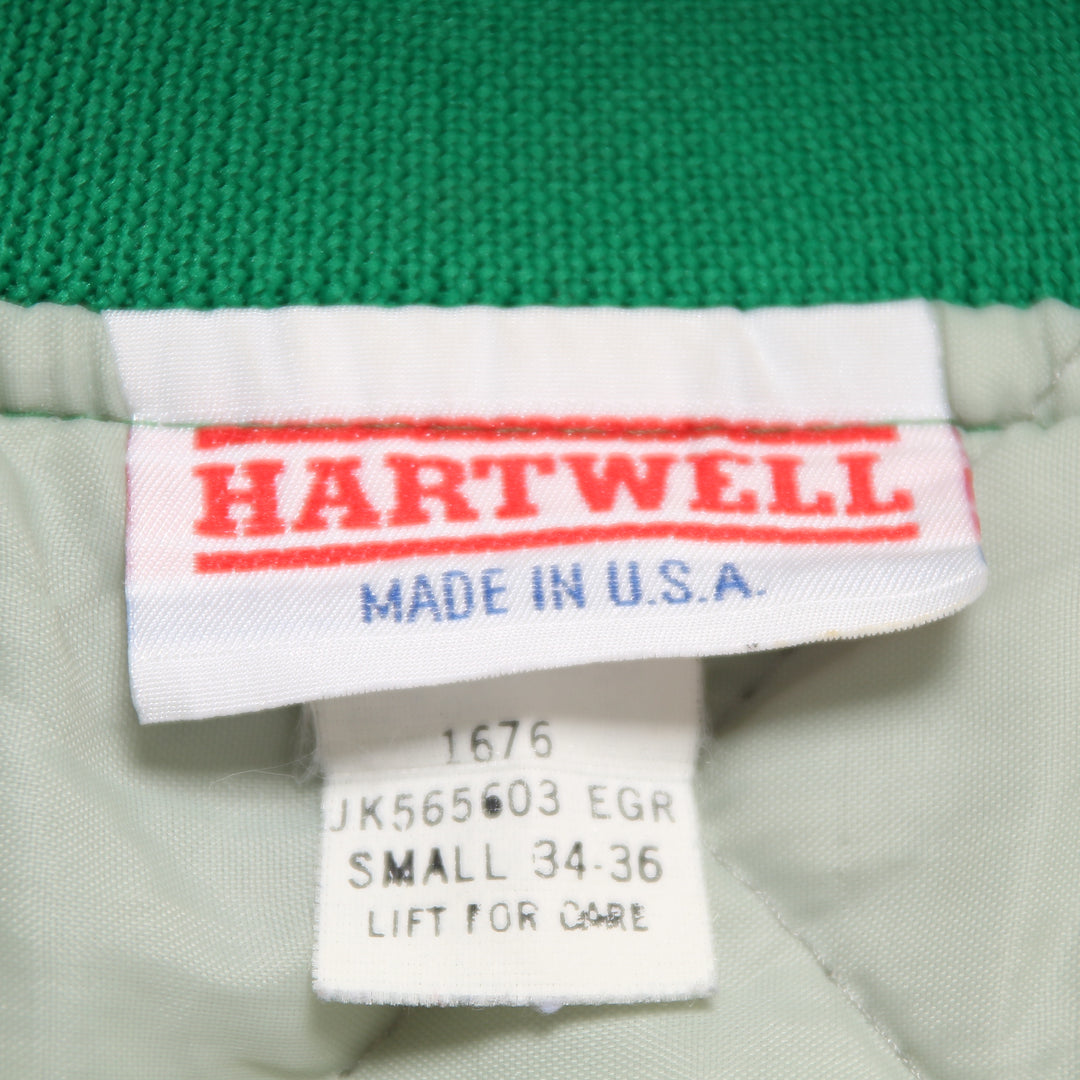 HARTWELL
MADE IN U.S.A.
1676
JK565603 EGR
SMALL 34-36
LIFT FOR CARE